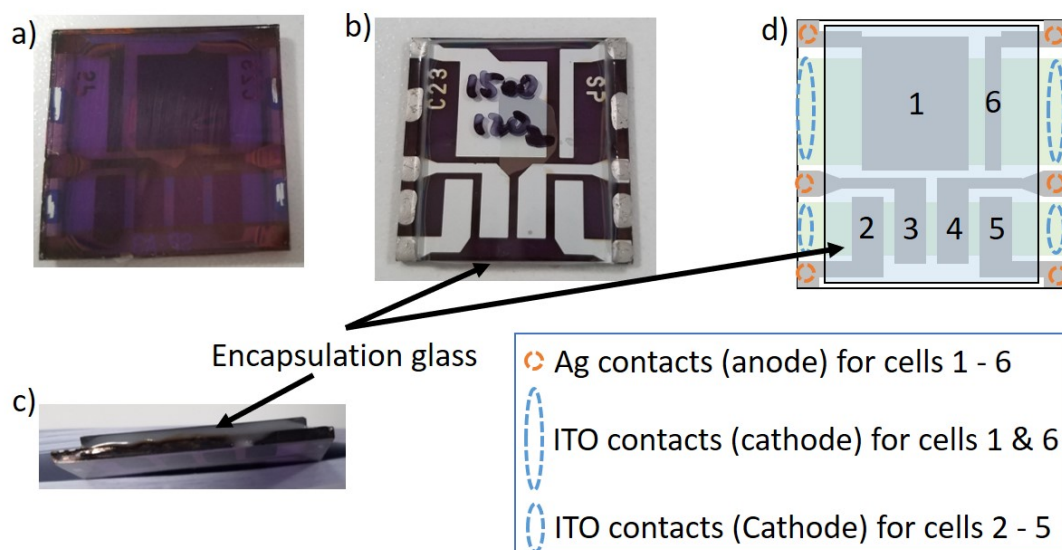 a)
b)
C23
SP
d)
1
6
2
3
4
5
Encapsulation glass
c)
Ag contacts (anode) for cells 1 - 6
ITO contacts (cathode) for cells 1 & 6
ITO contacts (Cathode) for cells 2 - 5